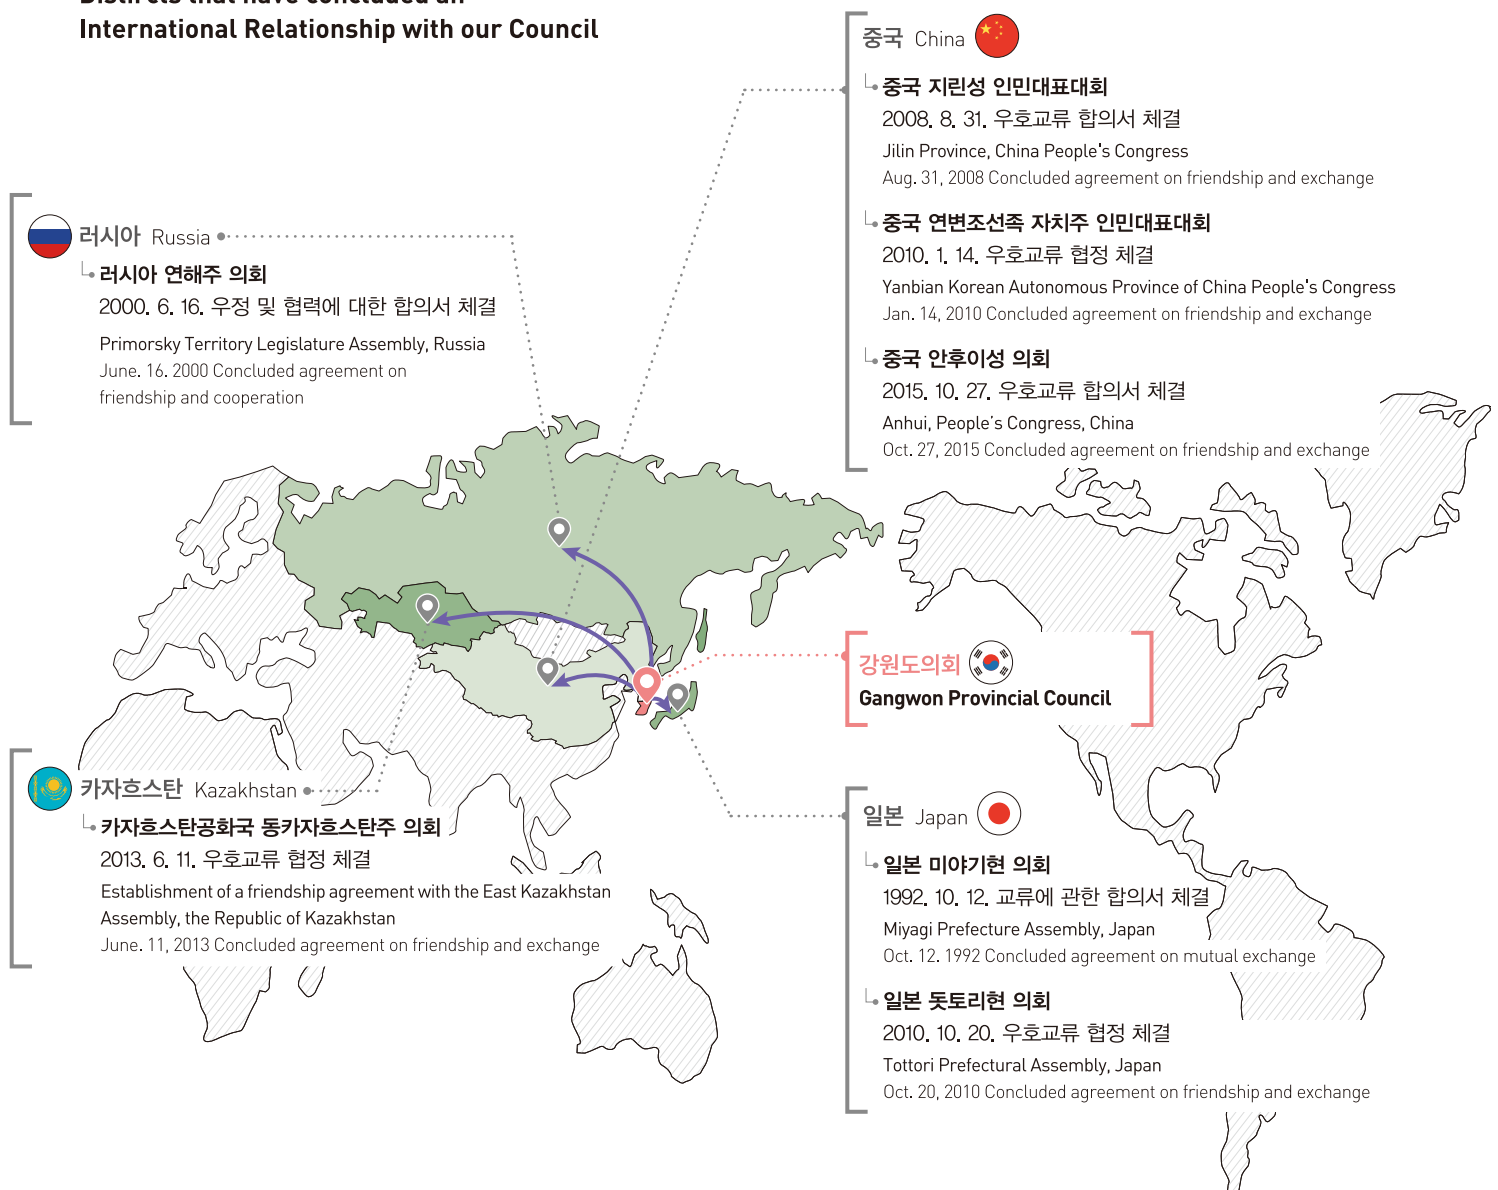 Districts that have concluded an
International Relationship with our Council
중국 China
중국 지린성 인민대표대회
2008. 8. 31. 우호교류 합의서 체결
Jilin Province, China People's Congress
Aug. 31, 2008 Concluded agreement on friendship and exchange
중국 연변조선족 자치주 인민대표대회
2010. 1. 14. 우호교류 협정 체결
Yanbian Korean Autonomous Province of China People's Congress
Jan. 14, 2010 Concluded agreement on friendship and exchange
중국 안후이성 의회
2015. 10. 27. 우호교류 합의서 체결
Anhui, People's Congress, China
Oct. 27, 2015 Concluded agreement on friendship and exchange
러시아 Russia
러시아 연해주 의회
2000. 6. 16. 우정 및 협력에 대한 합의서 체결
Primorsky Territory Legislature Assembly, Russia
June. 16. 2000 Concluded agreement on
friendship and cooperation
강원도의회
Gangwon Provincial Council
카자흐스탄 Kazakhstan
카자흐스탄공화국 동카자흐스탄주 의회
2013. 6. 11. 우호교류 협정 체결
Establishment of a friendship agreement with the East Kazakhstan
Assembly, the Republic of Kazakhstan
June. 11, 2013 Concluded agreement on friendship and exchange
일본 Japan
일본 미야기현 의회
1992. 10. 12. 교류에 관한 합의서 체결
Miyagi Prefecture Assembly, Japan
Oct. 12. 1992 Concluded agreement on mutual exchange
일본 돗토리현 의회
2010. 10. 20. 우호교류 협정 체결
Tottori Prefectural Assembly, Japan
Oct. 20, 2010 Concluded agreement on friendship and exchange